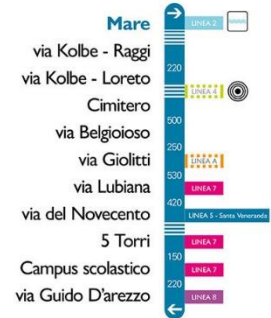 Mare LINEA 2
via Kolbe - Raggi
220
via Kolbe - Loreto
LINEA 4
Cimitero
500
via Belgioioso
250
via Giolitti LINEA A
530
via Lubiana LINEA 7
420
via del Novecento LINEA 5 - Santa Veneranda
5 Torri LINEA 7
150
Campus scolastico LINEA 7
220
via Guido D'arezzo LINEA 8